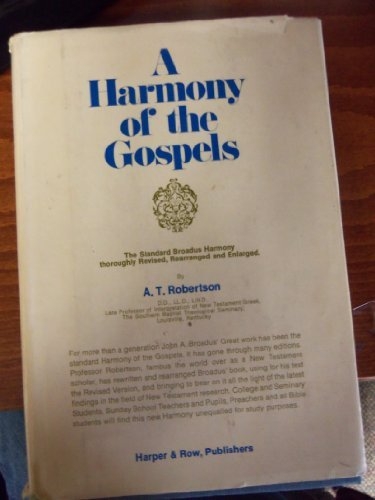 A
Harmony
of the
Gospels
The Standard Broadus Harmony
thoroughly Revised, Rearranged and Enlarged.
By
A. T. Robertson
D.D., LL.D., Litt.D.
Late Professor of Interpretation of New Testament Greek,
The Southern Baptist Theological Seminary,
Louisville, Kentucky
For more than a generation John A. Broadus' Great work has been the
standard Harmony of the Gospels. It has gone through many editions.
Professor Robertson, famous the world over as a New Testament
scholar, has rewritten and rearranged Broadus' book, using for his text
the Revised Version, and bringing to bear on it all the light of the latest
findings in the field of New Testament research. College and Seminary
Students, Sunday School Teachers and Pupils, Preachers and all Bible
Students will find this new Harmony unequalled for study purposes.
Harper & Row, Publishers